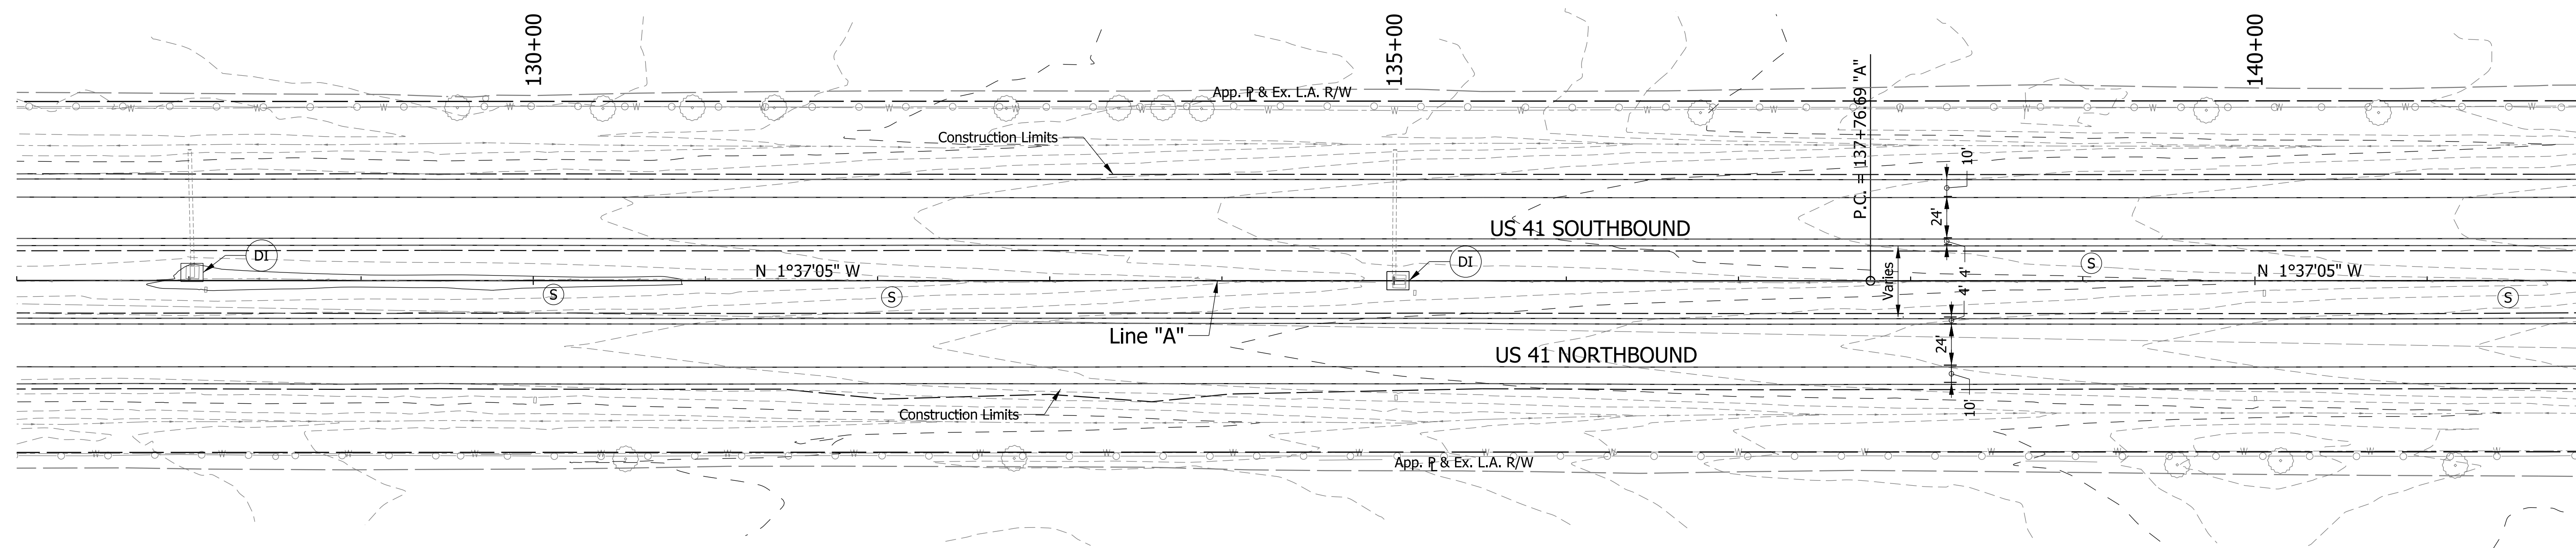 130+00
135+00
140+00
App. PL & Ex. L.A. R/W
P.C. = 137+76.69 "A"
Construction Limits
10'
24'
US 41 SOUTHBOUND
DI
DI
S
N 1°37'05" W
N 1°37'05" W
4'
Varies
4'
S
S
S
Line "A"
24'
US 41 NORTHBOUND
10'
Construction Limits
App. PL & Ex. L.A. R/W